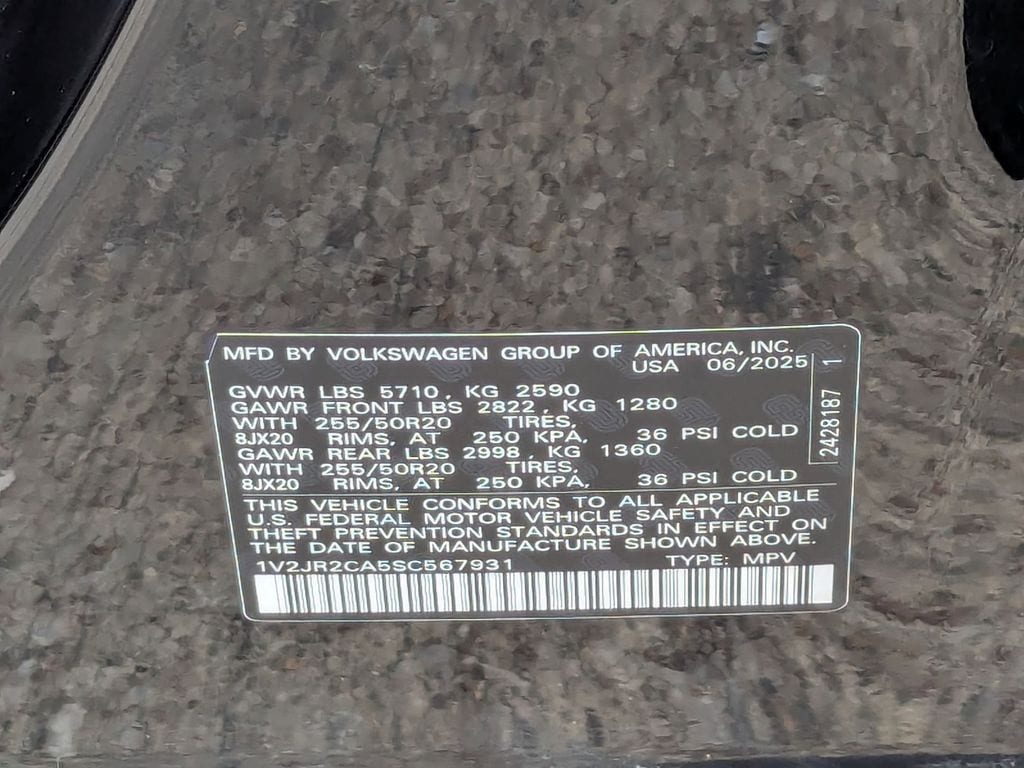 MFD BY VOLKSWAGEN GROUP OF AMERICA, INC.
USA 06/2025
GVWR LBS 5710, KG 2590
GAWR FRONT LBS 2822, KG 1280
WITH 255/50R20 TIRES,
8JX20 RIMS, AT 250 KPA, 36 PSI COLD
GAWR REAR LBS 2998, KG 1360
WITH 255/50R20 TIRES,
8JX20 RIMS, AT 250 KPA, 36 PSI COLD
THIS VEHICLE CONFORMS TO ALL APPLICABLE
U.S. FEDERAL MOTOR VEHICLE SAFETY AND
THEFT PREVENTION STANDARDS IN EFFECT ON
THE DATE OF MANUFACTURE SHOWN ABOVE.
1V2JR2CA5SC567931 TYPE: MPV
2428187 1